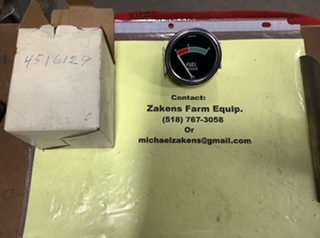 4516129
FUEL
Contact:
Zakens Farm Equip.
(518) 767-3058
Or
michaelzakens@gmail.com